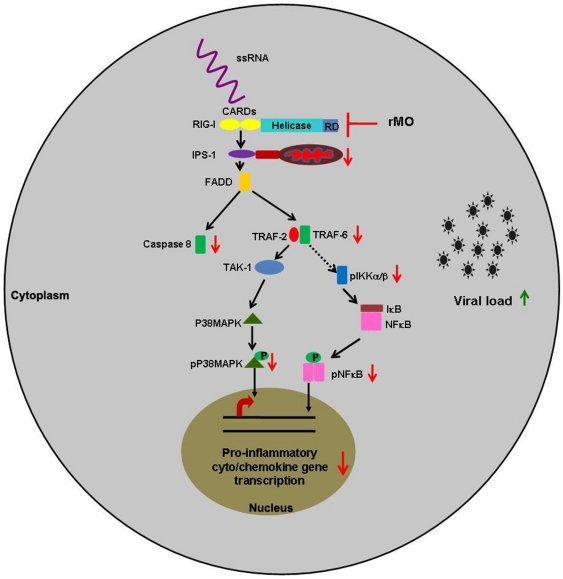 ssRNA
CARDs
RIG-I
Helicase
RD
rMO
IPS-1
FADD
Caspase 8
TRAF-2
TRAF-6
TAK-1
pIKKα/β
Viral load
Cytoplasm
IκB
NFκB
P38MAPK
P
pP38MAPK
P
pNFκB
Pro-inflammatory
cyto/chemokine gene
transcription
Nucleus